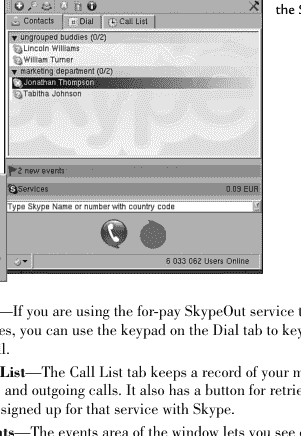 the S
Contacts Dial Call List
ungrouped buddies (0/2)
Lincoln Williams
William Turner
marketing department (0/2)
Jonathan Thompson
Tabitha Johnson
2 new events
Services 0.09 EUR
Type Skype Name or number with country code
6 033 062 Users Online
—If you are using the for-pay SkypeOut service t
es, you can use the keypad on the Dial tab to key
ll.
List—The Call List tab keeps a record of your m
and outgoing calls. It also has a button for retrie
signed up for that service with Skype.
nts—The events area of the window lets you see